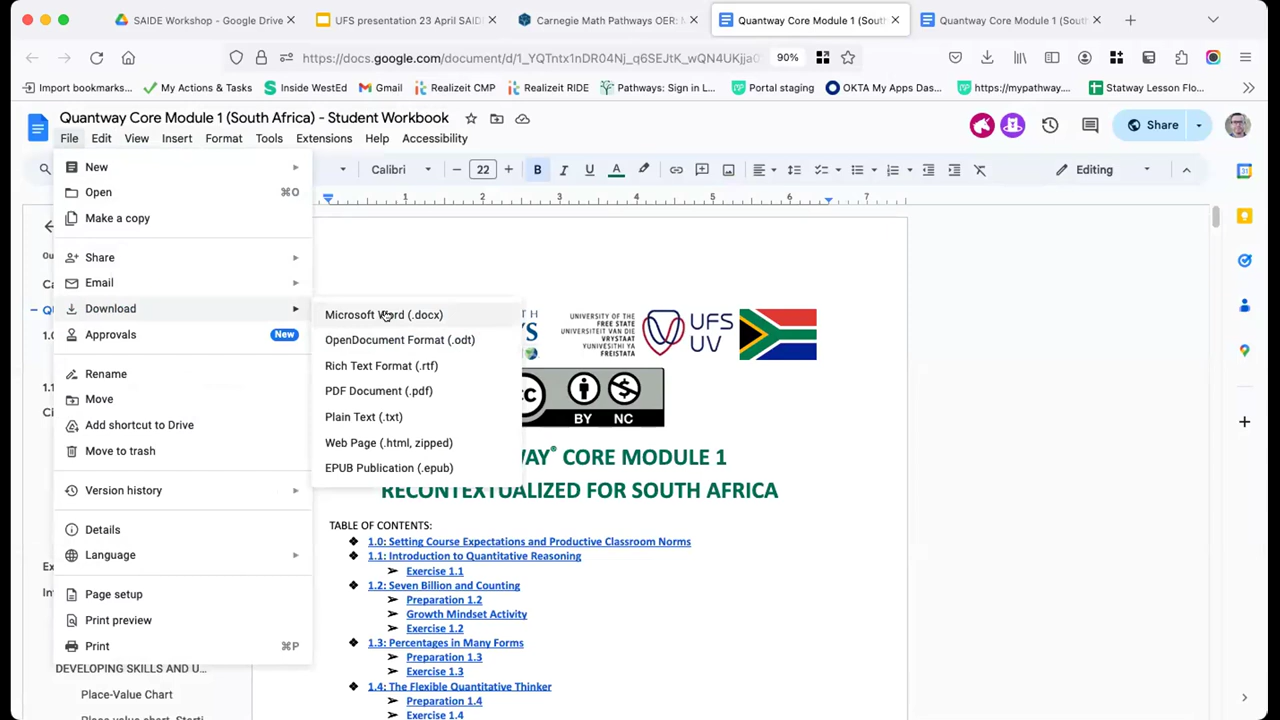 SAIDE Workshop - Google Drive
UFS presentation 23 April SAIDE
Carnegie Math Pathways OER:
Quantway Core Module 1 (South
Quantway Core Module 1 (Sout
https://docs.google.com/document/d/1_YQTntx1nDR04Nj_q6SEJtK_wQN4UKjja
90%
Import bookmarks...
My Actions & Tasks
Inside WestEd
Gmail
Realizeit CMP
Realizeit RIDE
Pathways: Sign in L...
Portal staging
OKTA My Apps Das...
https://mypathway....
Statway Lesson Flo...
Quantway Core Module 1 (South Africa) - Student Workbook
File Edit View Insert Format Tools Extensions Help Accessibility
Share
Calibri
22
B
I
U
A
Editing
1 2 3 4 5 6 7
New
Open ⌘O
Make a copy
Share
Email
Download
Approvals New
Rename
Move
Add shortcut to Drive
Move to trash
Version history
Details
Language
Page setup
Print preview
Print ⌘P
Microsoft Word (.docx)
OpenDocument Format (.odt)
Rich Text Format (.rtf)
PDF Document (.pdf)
Plain Text (.txt)
Web Page (.html, zipped)
EPUB Publication (.epub)
DEVELOPING SKILLS AND U...
Place-Value Chart
UNIVERSITY OF THE
FREE STATE
UNIVERSITEIT VAN DIE
VRYSTAAT
YUNIVESITHI YA
FREISTATA
UFS
UV
BY NC
WAY® CORE MODULE 1
RECONTEXTUALIZED FOR SOUTH AFRICA
TABLE OF CONTENTS:
❖ 1.0: Setting Course Expectations and Productive Classroom Norms
❖ 1.1: Introduction to Quantitative Reasoning
➢ Exercise 1.1
❖ 1.2: Seven Billion and Counting
➢ Preparation 1.2
➢ Growth Mindset Activity
➢ Exercise 1.2
❖ 1.3: Percentages in Many Forms
➢ Preparation 1.3
➢ Exercise 1.3
❖ 1.4: The Flexible Quantitative Thinker
➢ Preparation 1.4
➢ Exercise 1.4